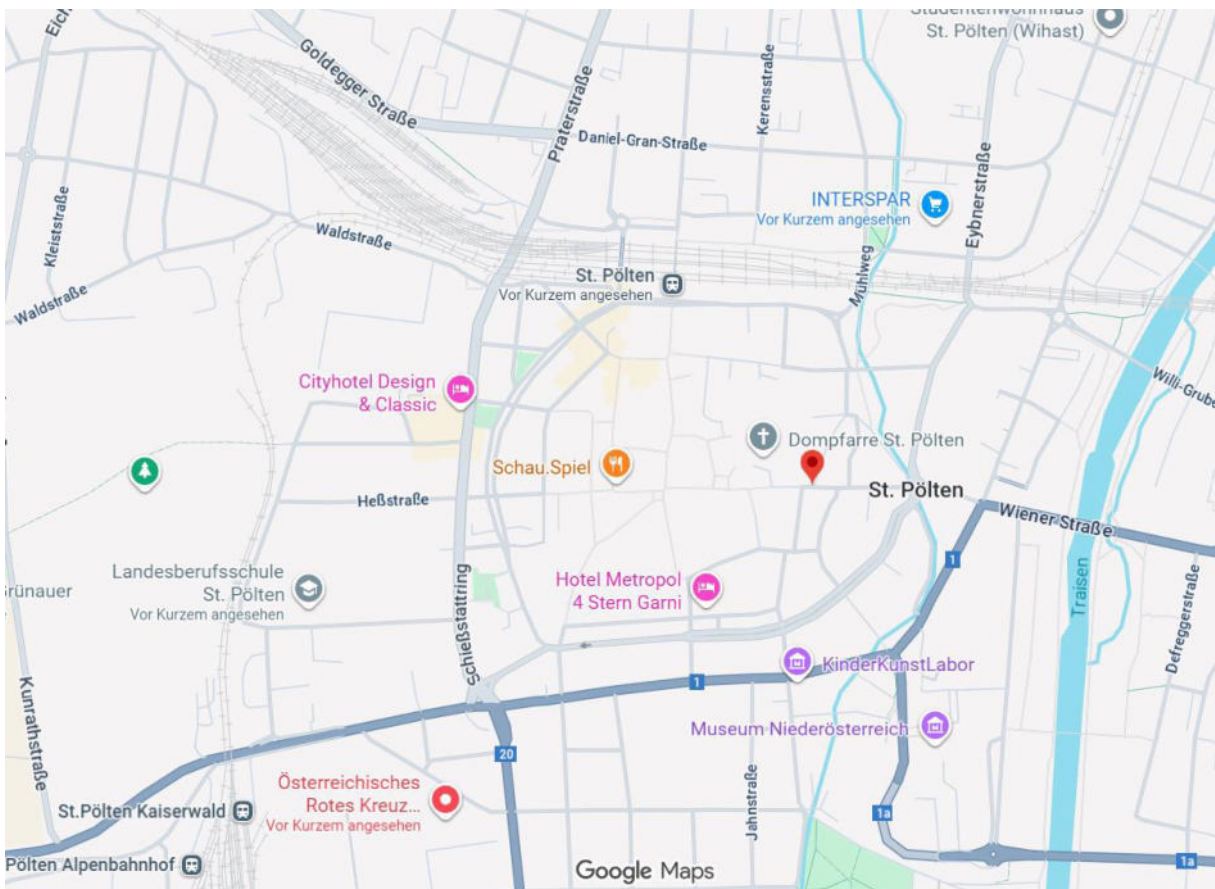 Studentenwohnhaus
St. Pölten (Wihast)
Goldegger Straße
Praterstraße
Kerensstraße
Daniel-Gran-Straße
Kleiststraße
INTERSPAR
Vor Kurzem angesehen
Eybnerstraße
Waldstraße
St. Pölten
Vor Kurzem angesehen
Mühlweg
Waldstraße
Cityhotel Design
& Classic
Dompfarre St. Pölten
Schau.Spiel
Heßstraße
St. Pölten
Wiener Straße
Landesberufsschule
St. Pölten
Vor Kurzem angesehen
Hotel Metropol
4 Stern Garni
1
Traisen
Defreggerstraße
Schießstattring
KinderKunstLabor
1
Kunrathstraße
Museum Niederösterreich
20
Österreichisches
Rotes Kreuz...
Vor Kurzem angesehen
St.Pölten Kaiserwald
Jahnstraße
1a
Pölten Alpenbahnhof
Google Maps
1a